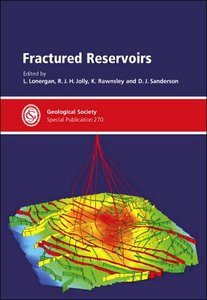 Fractured Reservoirs
Edited by
L. Lonergan, R. J. H. Jolly, K. Rawnsley and D. J. Sanderson
Geological Society
Special Publication 270